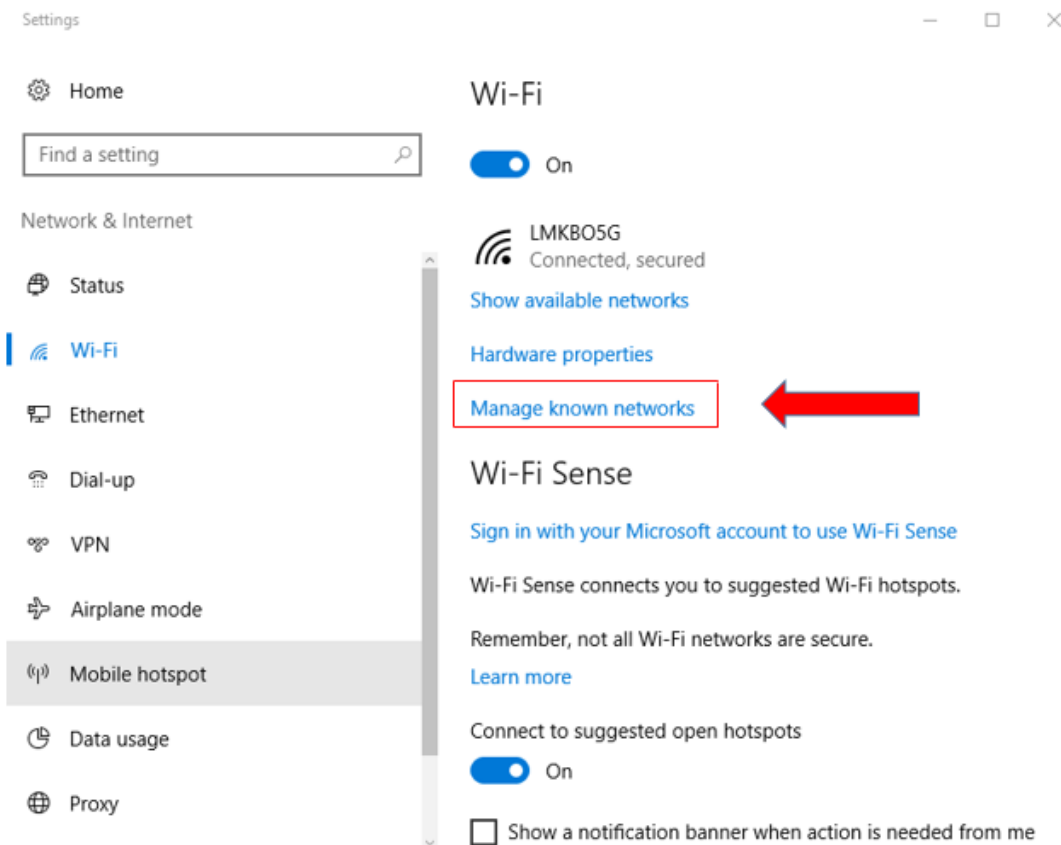 Settings
Home
Find a setting
Network & Internet
Status
Wi-Fi
Ethernet
Dial-up
VPN
Airplane mode
Mobile hotspot
Data usage
Proxy
Wi-Fi
On
LMKBO5G
Connected, secured
Show available networks
Hardware properties
Manage known networks
Wi-Fi Sense
Sign in with your Microsoft account to use Wi-Fi Sense
Wi-Fi Sense connects you to suggested Wi-Fi hotspots.
Remember, not all Wi-Fi networks are secure.
Learn more
Connect to suggested open hotspots
On
Show a notification banner when action is needed from me